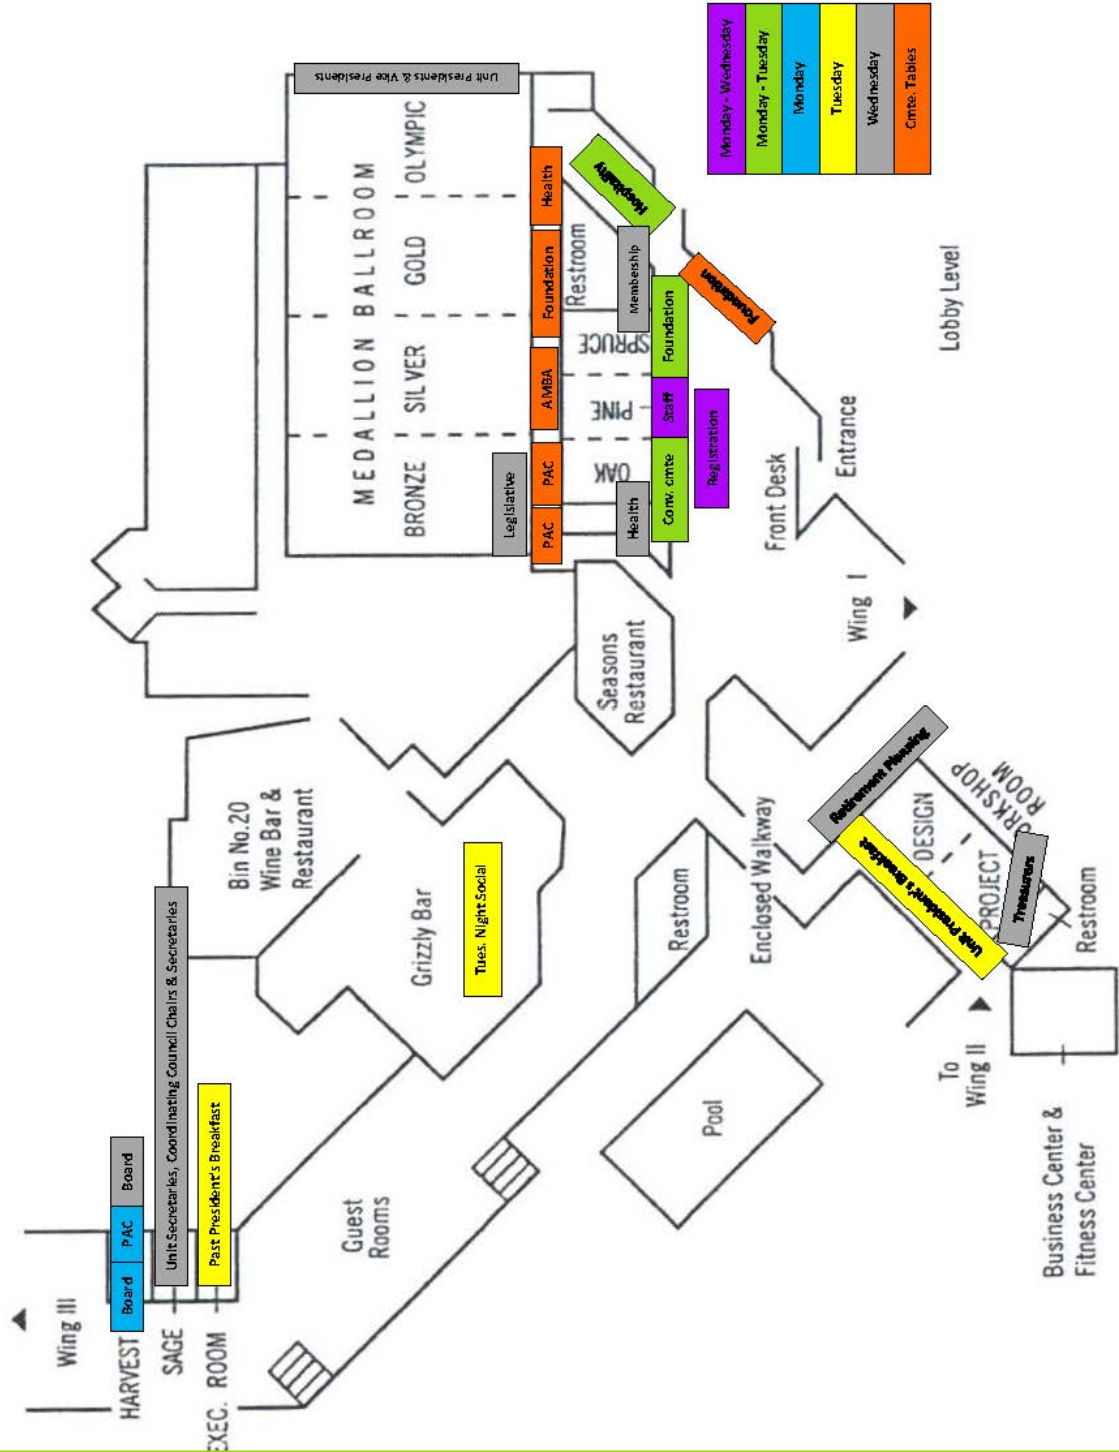 Wing III
HARVEST
Board
PAC
Board
SAGE
Unit Secretaries, Coordinating Council Chairs & Secretaries
EXEC. ROOM
Past President's Breakfast
Guest
Rooms
Bin No.20
Wine Bar &
Restaurant
Grizzly Bar
Tues. Night Social
MEDALLION BALLROOM
BRONZE
SILVER
GOLD
OLYMPIC
Unit Presidents & Vice Presidents
Legislative
PAC
PAC
AMBA
Foundation
Health
Seasons
Restaurant
OAK
PINE
SPRUCE
Restroom
Health
Membership
Hospitality
Conv. cmte
Staff
Foundation
Registration
Foundation
Restroom
Pool
Enclosed Walkway
Front Desk
Entrance
Wing I
Retirement Planning
Unit President's Breakfast
DESIGN
PROJECT
WORKSHOP
ROOM
Treasurers
Restroom
To
Wing II
Business Center &
Fitness Center
Lobby Level
Monday - Wednesday
Monday - Tuesday
Monday
Tuesday
Wednesday
Cmte. Tables